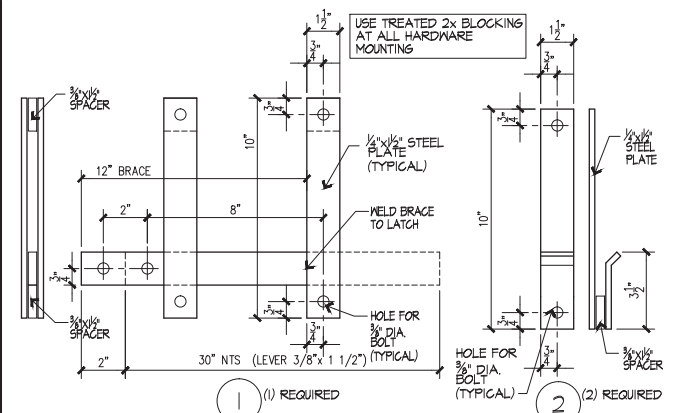 1 1/2"
3/4"
USE TREATED 2x BLOCKING
AT ALL HARDWARE
MOUNTING
1 1/2"
3/4"
3/8"X1 1/2"
SPACER
3/4"
10"
1/4"x1 1/2" STEEL
PLATE
(TYPICAL)
3/4"
1/4"x1 1/2"
STEEL
PLATE
12" BRACE
2"
8"
WELD BRACE
TO LATCH
10"
3/4"
3 1/2"
3/8"X1 1/2"
SPACER
3/4"
3/4"
HOLE FOR
3/8" DIA.
BOLT
(TYPICAL)
3/4"
3/4"
HOLE FOR
3/8" DIA.
BOLT
(TYPICAL)
3/8"X1 1/2"
SPACER
2"
30" NTS (LEVER 3/8"x 1 1/2")
1 (1) REQUIRED
2 (2) REQUIRED